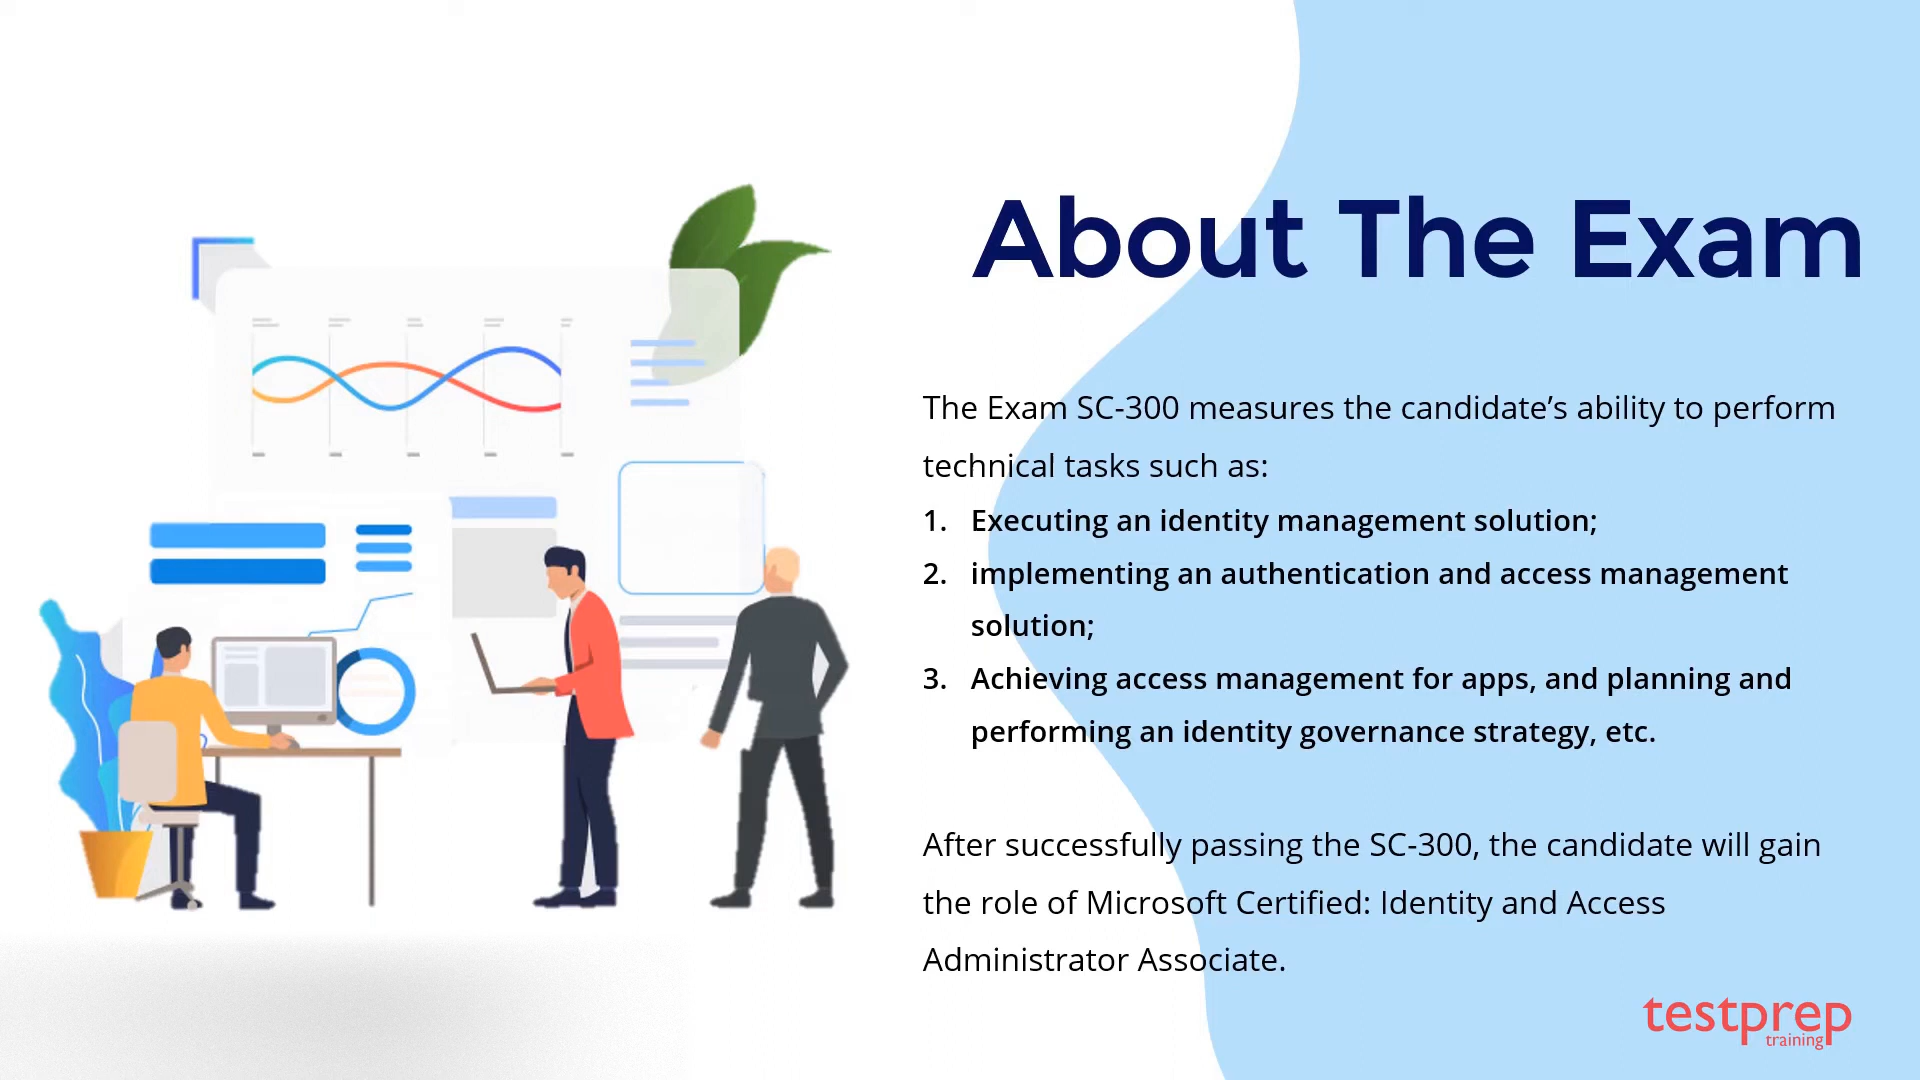 About The Exam
The Exam SC-300 measures the candidate’s ability to perform
technical tasks such as:
1. Executing an identity management solution;
2. implementing an authentication and access management
solution;
3. Achieving access management for apps, and planning and
performing an identity governance strategy, etc.
After successfully passing the SC-300, the candidate will gain
the role of Microsoft Certified: Identity and Access
Administrator Associate.
testprep
training